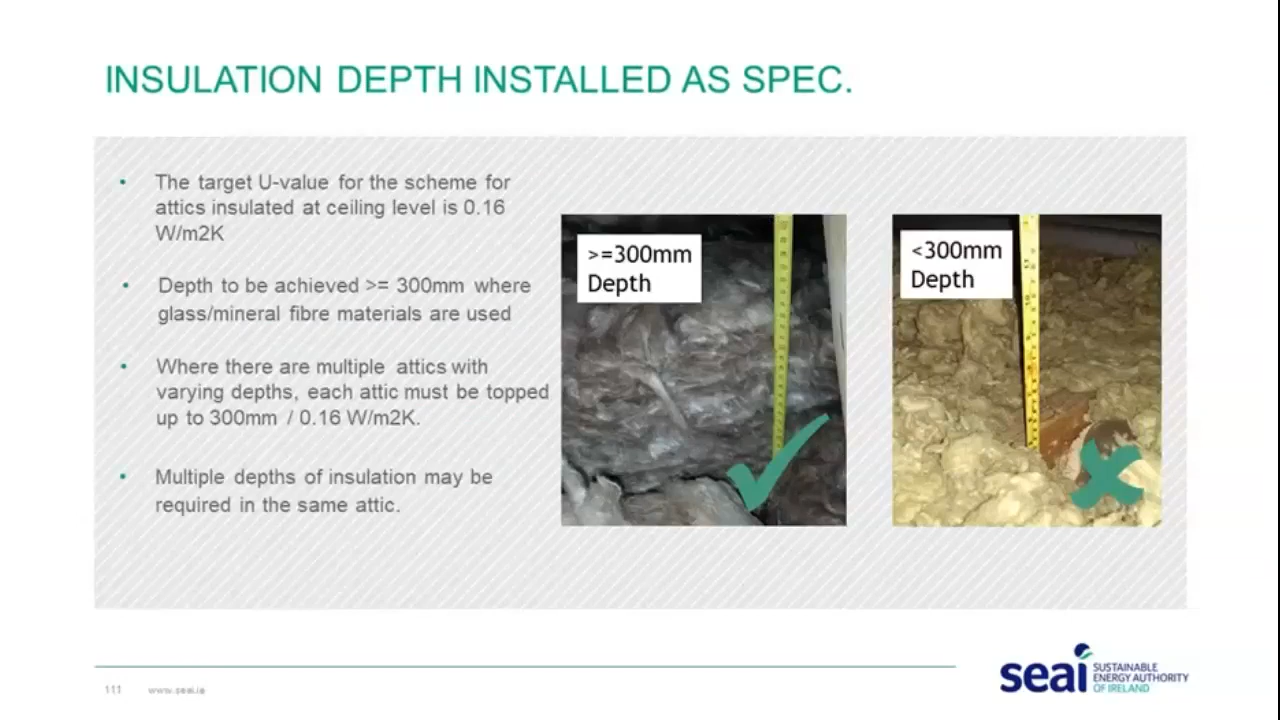 INSULATION DEPTH INSTALLED AS SPEC.
• The target U-value for the scheme for
attics insulated at ceiling level is 0.16
W/m2K
• Depth to be achieved >= 300mm where
glass/mineral fibre materials are used
• Where there are multiple attics with
varying depths, each attic must be topped
up to 300mm / 0.16 W/m2K.
• Multiple depths of insulation may be
required in the same attic.
>=300mm
Depth
<300mm
Depth
111 www.seai.ie
seai
SUSTAINABLE
ENERGY AUTHORITY
OF IRELAND